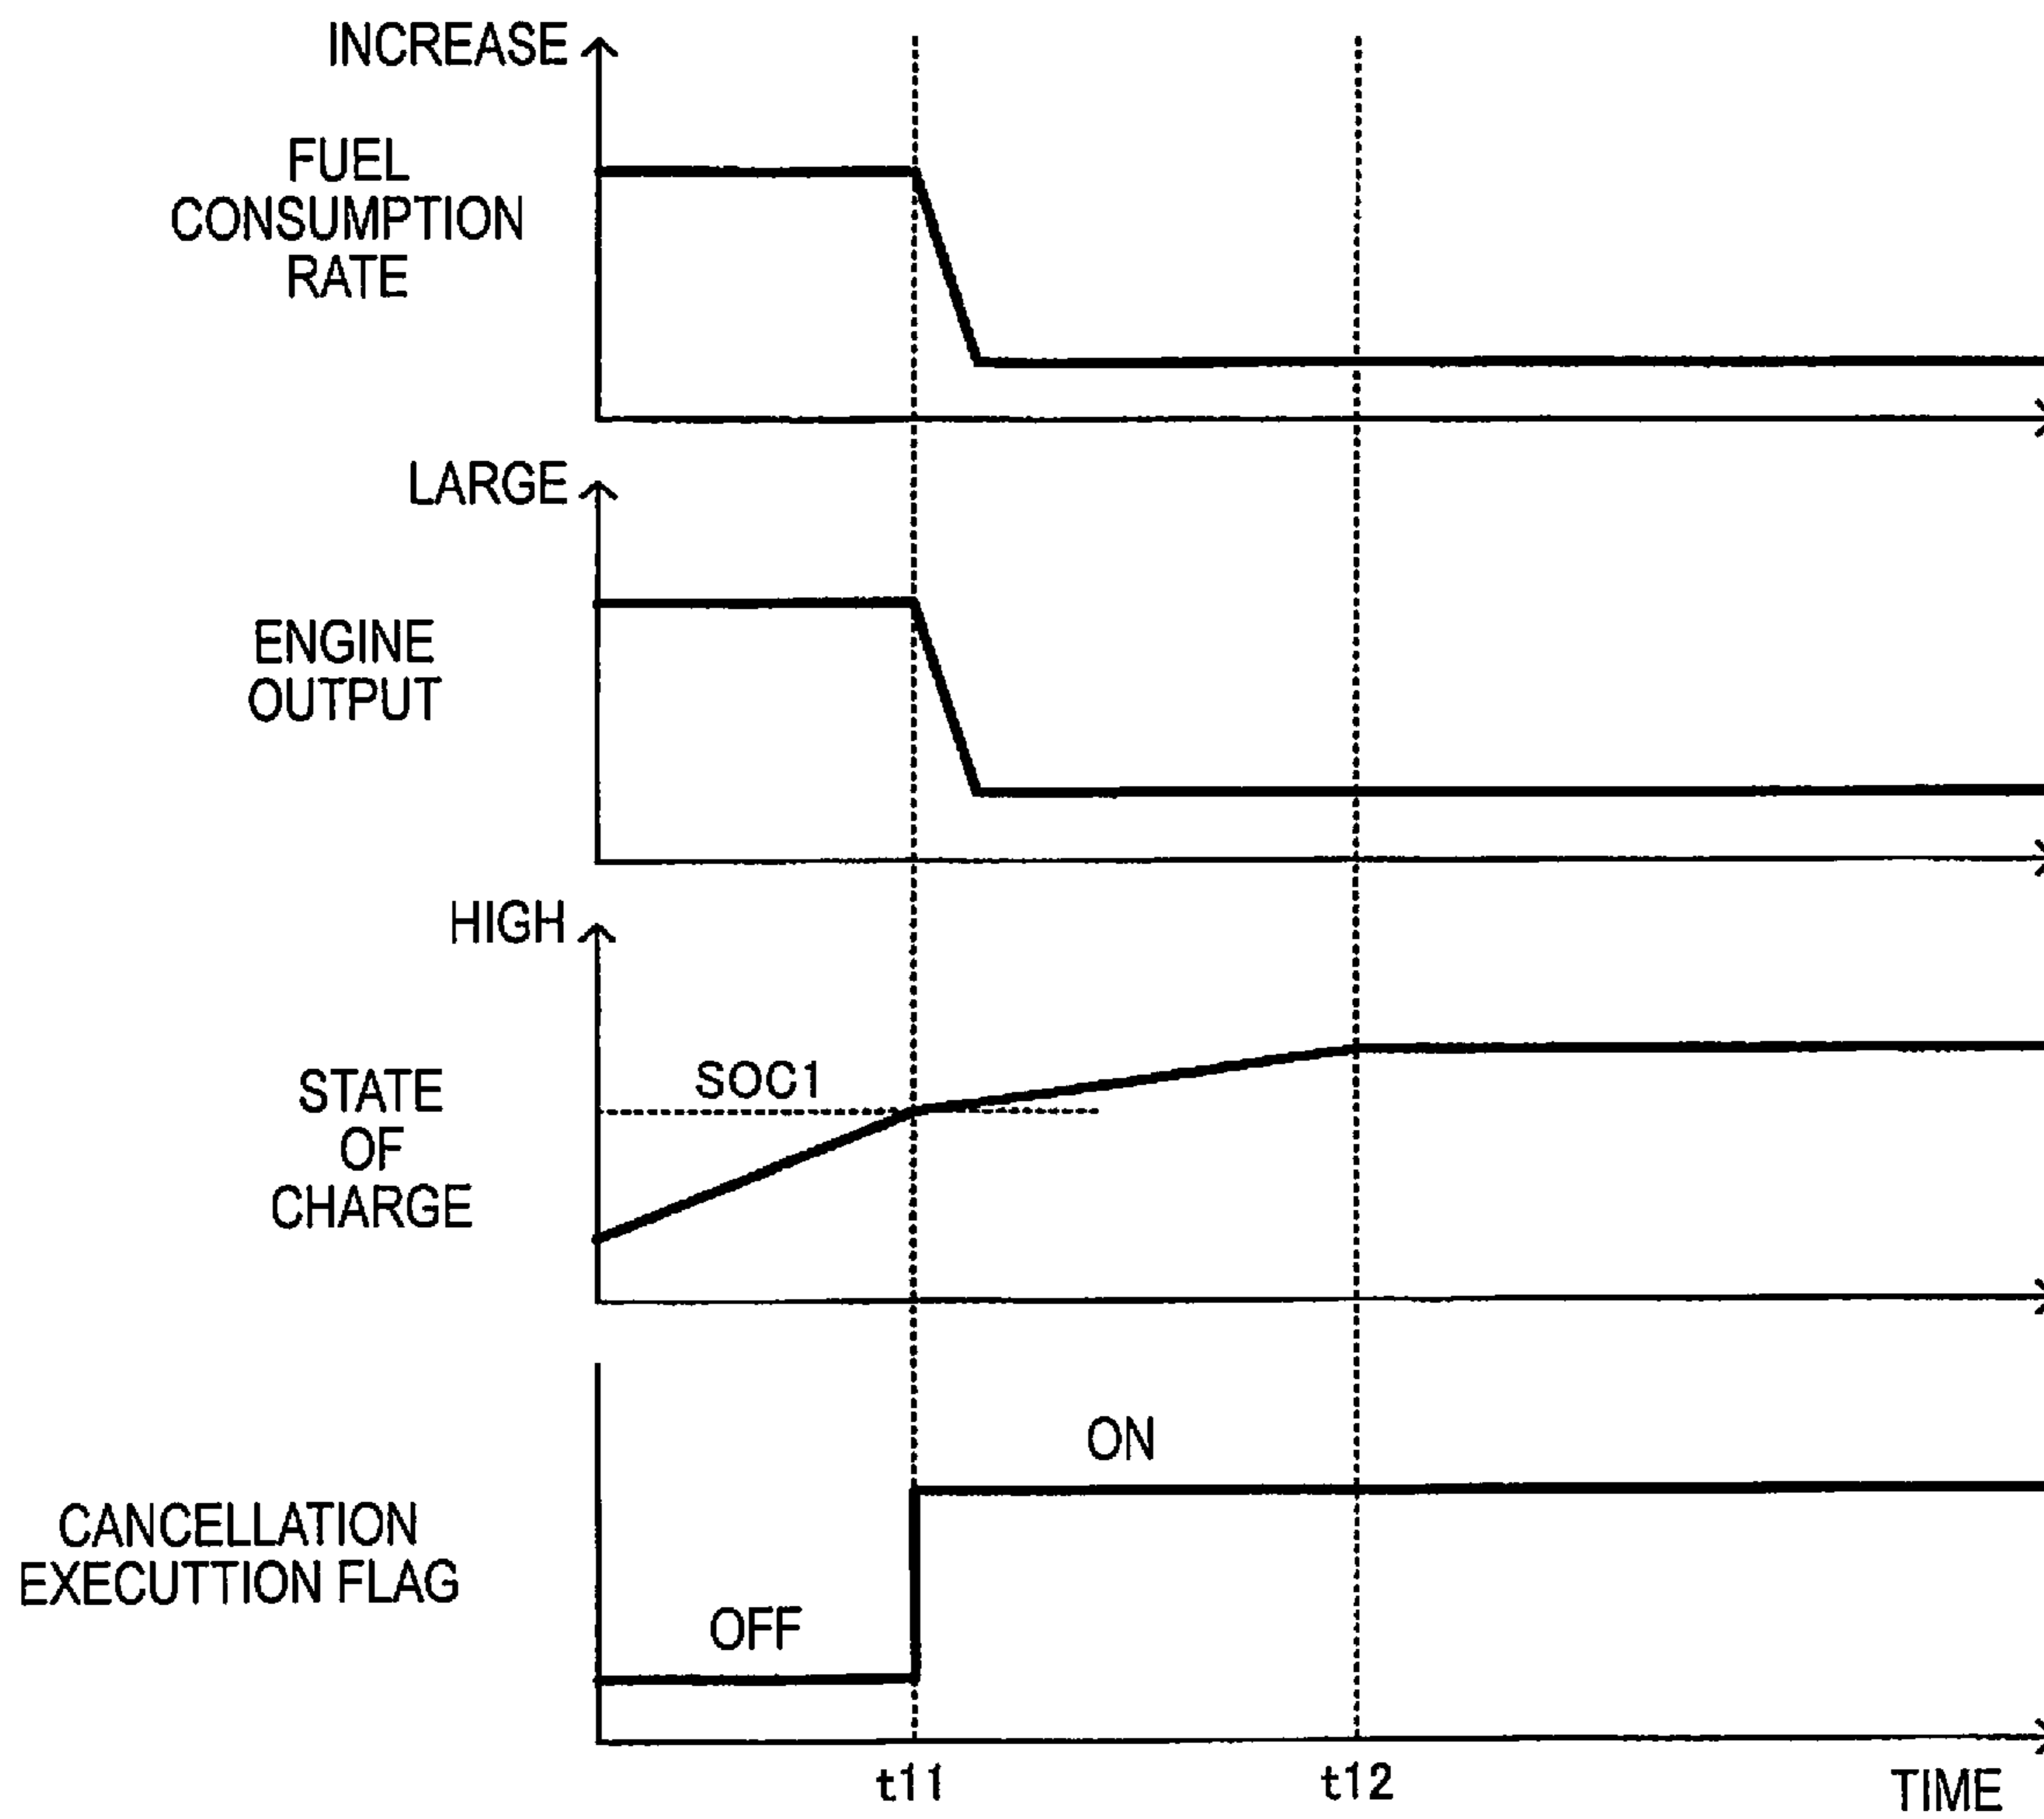 INCREASE
FUEL
CONSUMPTION
RATE
LARGE
ENGINE
OUTPUT
HIGH
SOC1
STATE
OF
CHARGE
ON
CANCELLATION
EXECUTTION FLAG
OFF
t11
t12
TIME